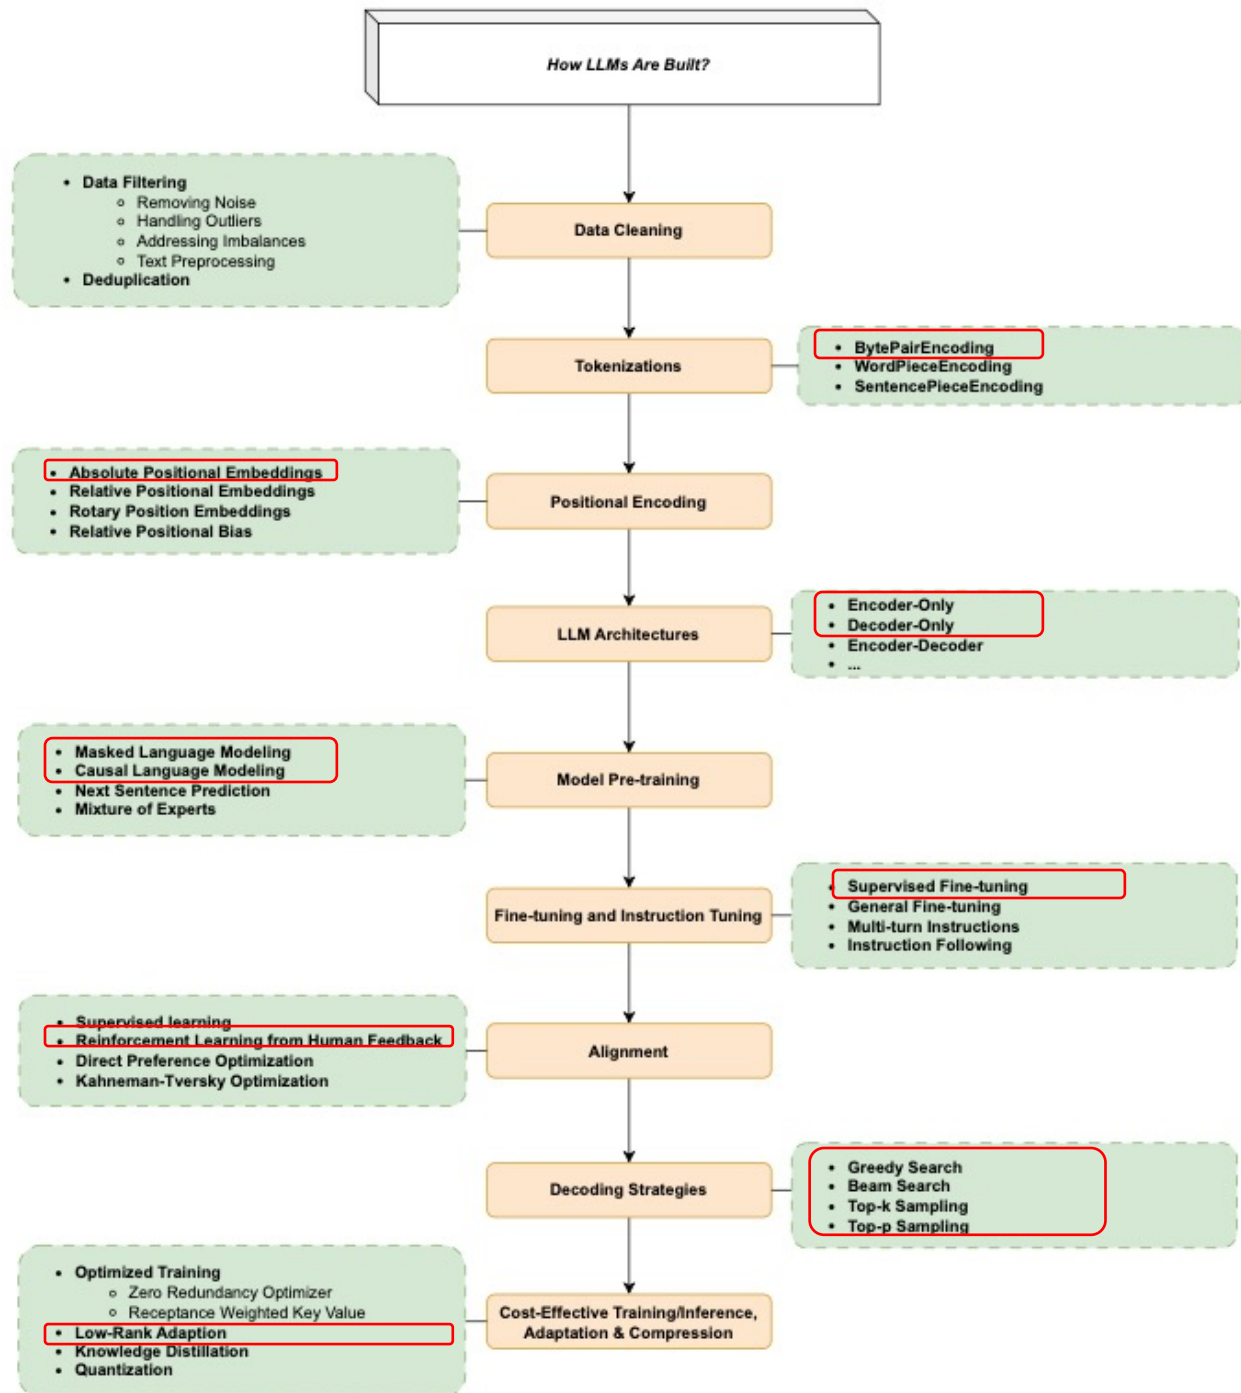 How LLMs Are Built?
Data Filtering
Removing Noise
Handling Outliers
Addressing Imbalances
Text Preprocessing
Deduplication
Data Cleaning
Tokenizations
BytePairEncoding
WordPieceEncoding
SentencePieceEncoding
Absolute Positional Embeddings
Relative Positional Embeddings
Rotary Position Embeddings
Relative Positional Bias
Positional Encoding
LLM Architectures
Encoder-Only
Decoder-Only
Encoder-Decoder
...
Masked Language Modeling
Causal Language Modeling
Next Sentence Prediction
Mixture of Experts
Model Pre-training
Fine-tuning and Instruction Tuning
Supervised Fine-tuning
General Fine-tuning
Multi-turn Instructions
Instruction Following
Supervised learning
Reinforcement Learning from Human Feedback
Direct Preference Optimization
Kahneman-Tversky Optimization
Alignment
Decoding Strategies
Greedy Search
Beam Search
Top-k Sampling
Top-p Sampling
Optimized Training
Zero Redundancy Optimizer
Receptance Weighted Key Value
Low-Rank Adaption
Knowledge Distillation
Quantization
Cost-Effective Training/Inference,
Adaptation & Compression